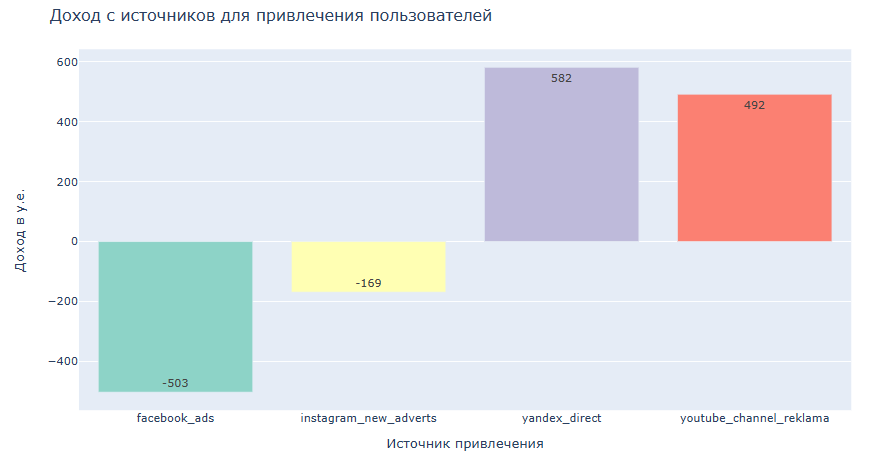 Доход с источников для привлечения пользователей
600
400
200
0
−200
−400
Доход в у.е.
582
492
-169
-503
facebook_ads
instagram_new_adverts
yandex_direct
youtube_channel_reklama
Источник привлечения